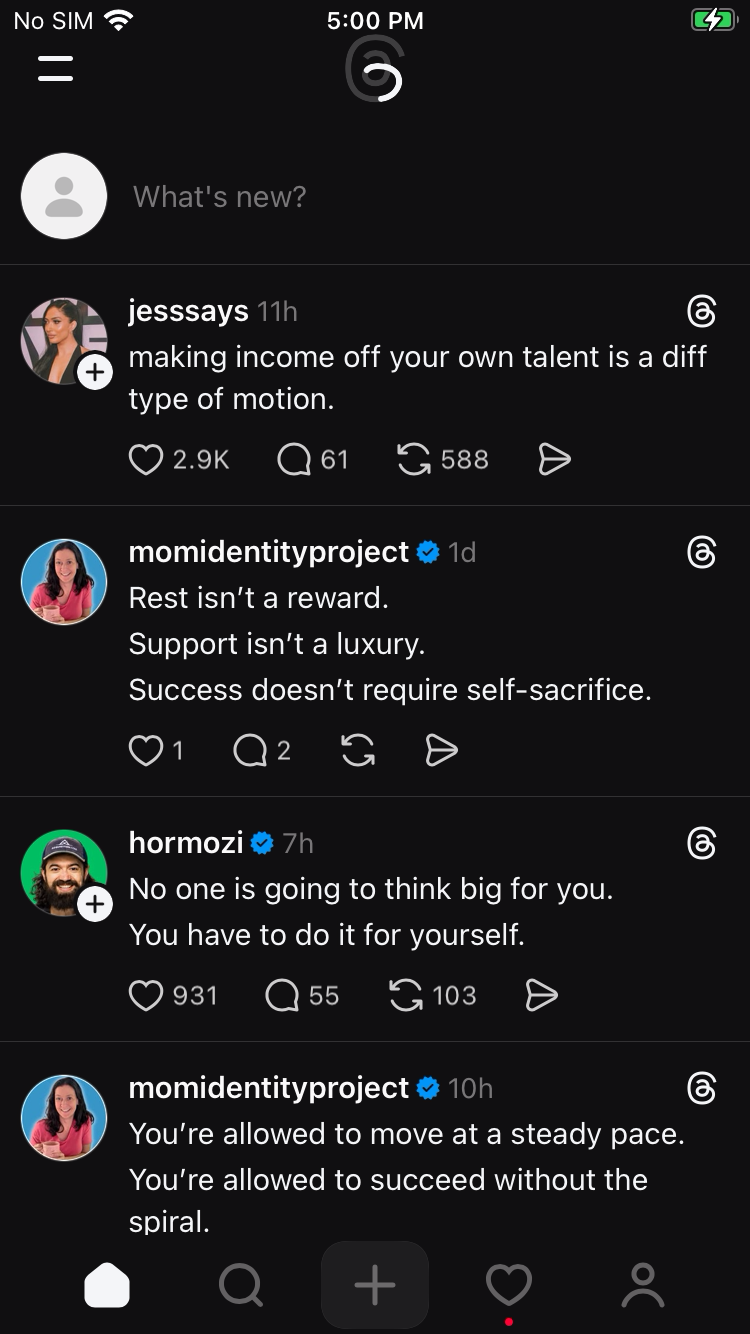 No SIM 5:00 PM
What's new?
jesssays 11h
making income off your own talent is a diff
type of motion.
2.9K 61 588
momidentityproject 1d
Rest isn’t a reward.
Support isn’t a luxury.
Success doesn’t require self-sacrifice.
1 2
hormozi 7h
No one is going to think big for you.
You have to do it for yourself.
931 55 103
momidentityproject 10h
You’re allowed to move at a steady pace.
You’re allowed to succeed without the
spiral.